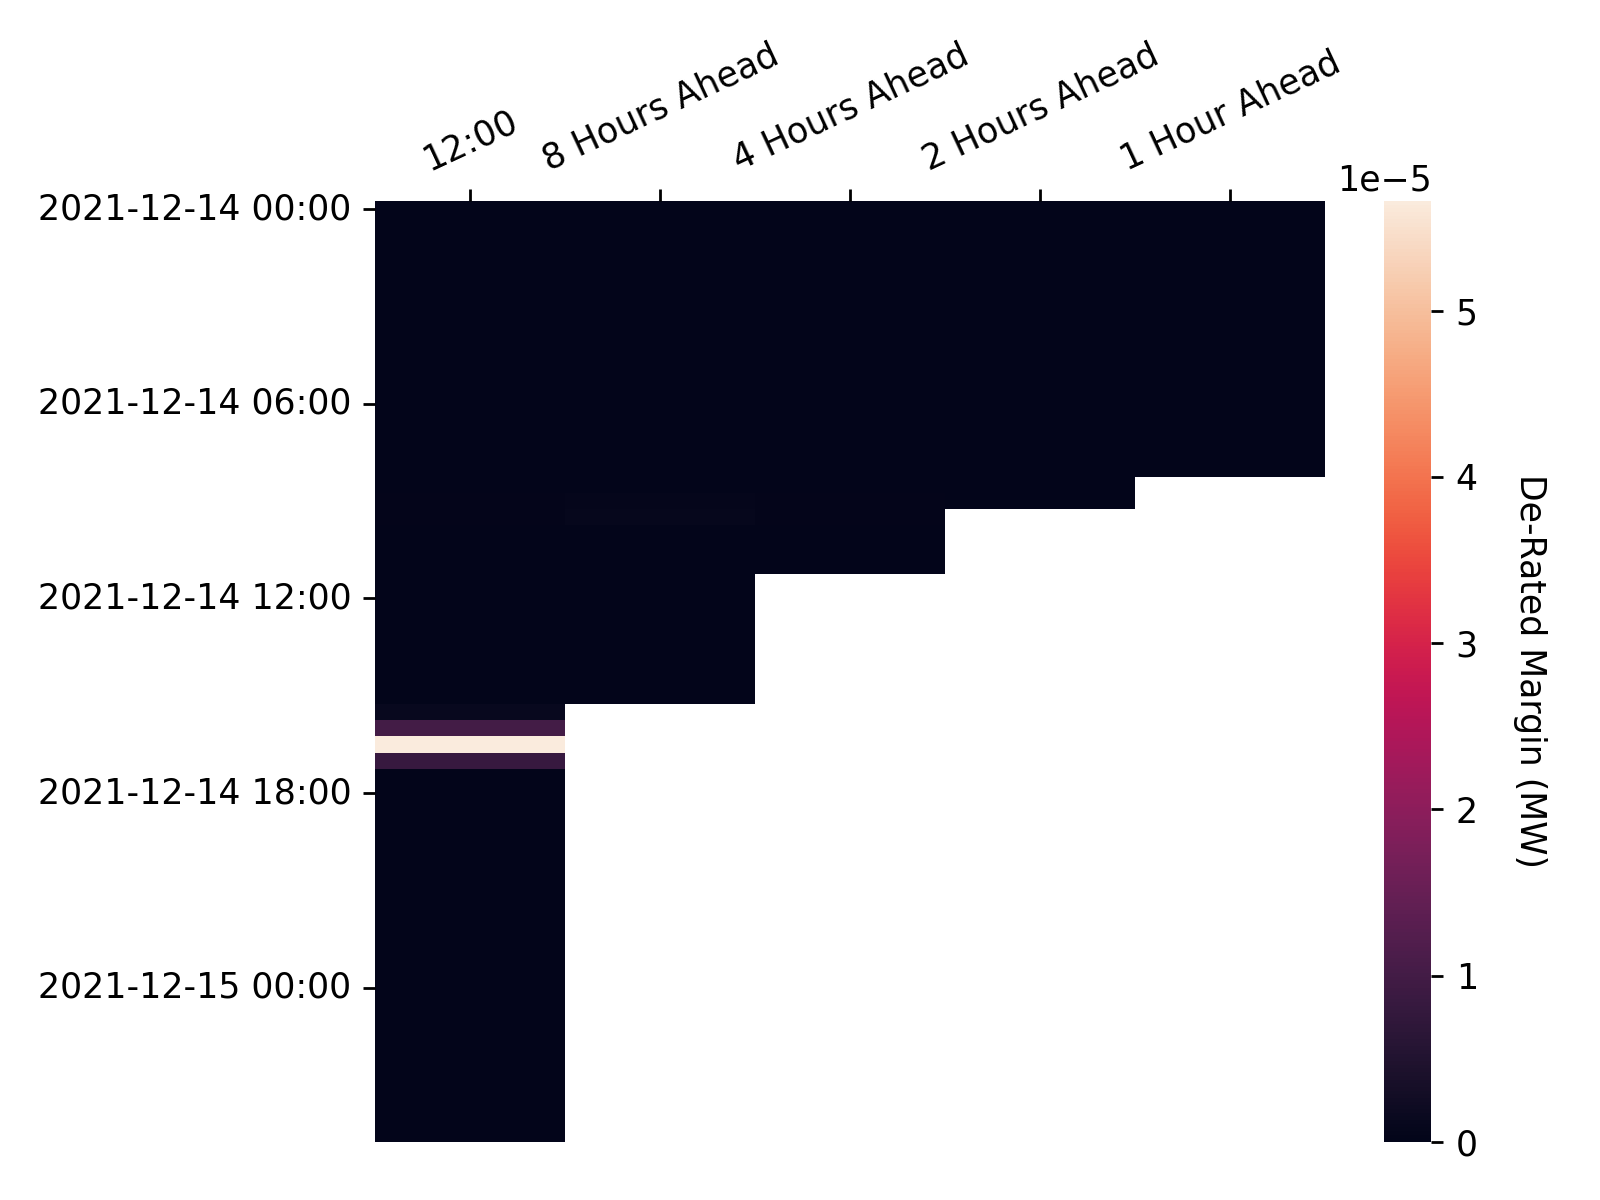 12:00
8 Hours Ahead
4 Hours Ahead
2 Hours Ahead
1 Hour Ahead
1e−5
2021-12-14 00:00
2021-12-14 06:00
2021-12-14 12:00
2021-12-14 18:00
2021-12-15 00:00
5
4
3
2
1
0
De-Rated Margin (MW)